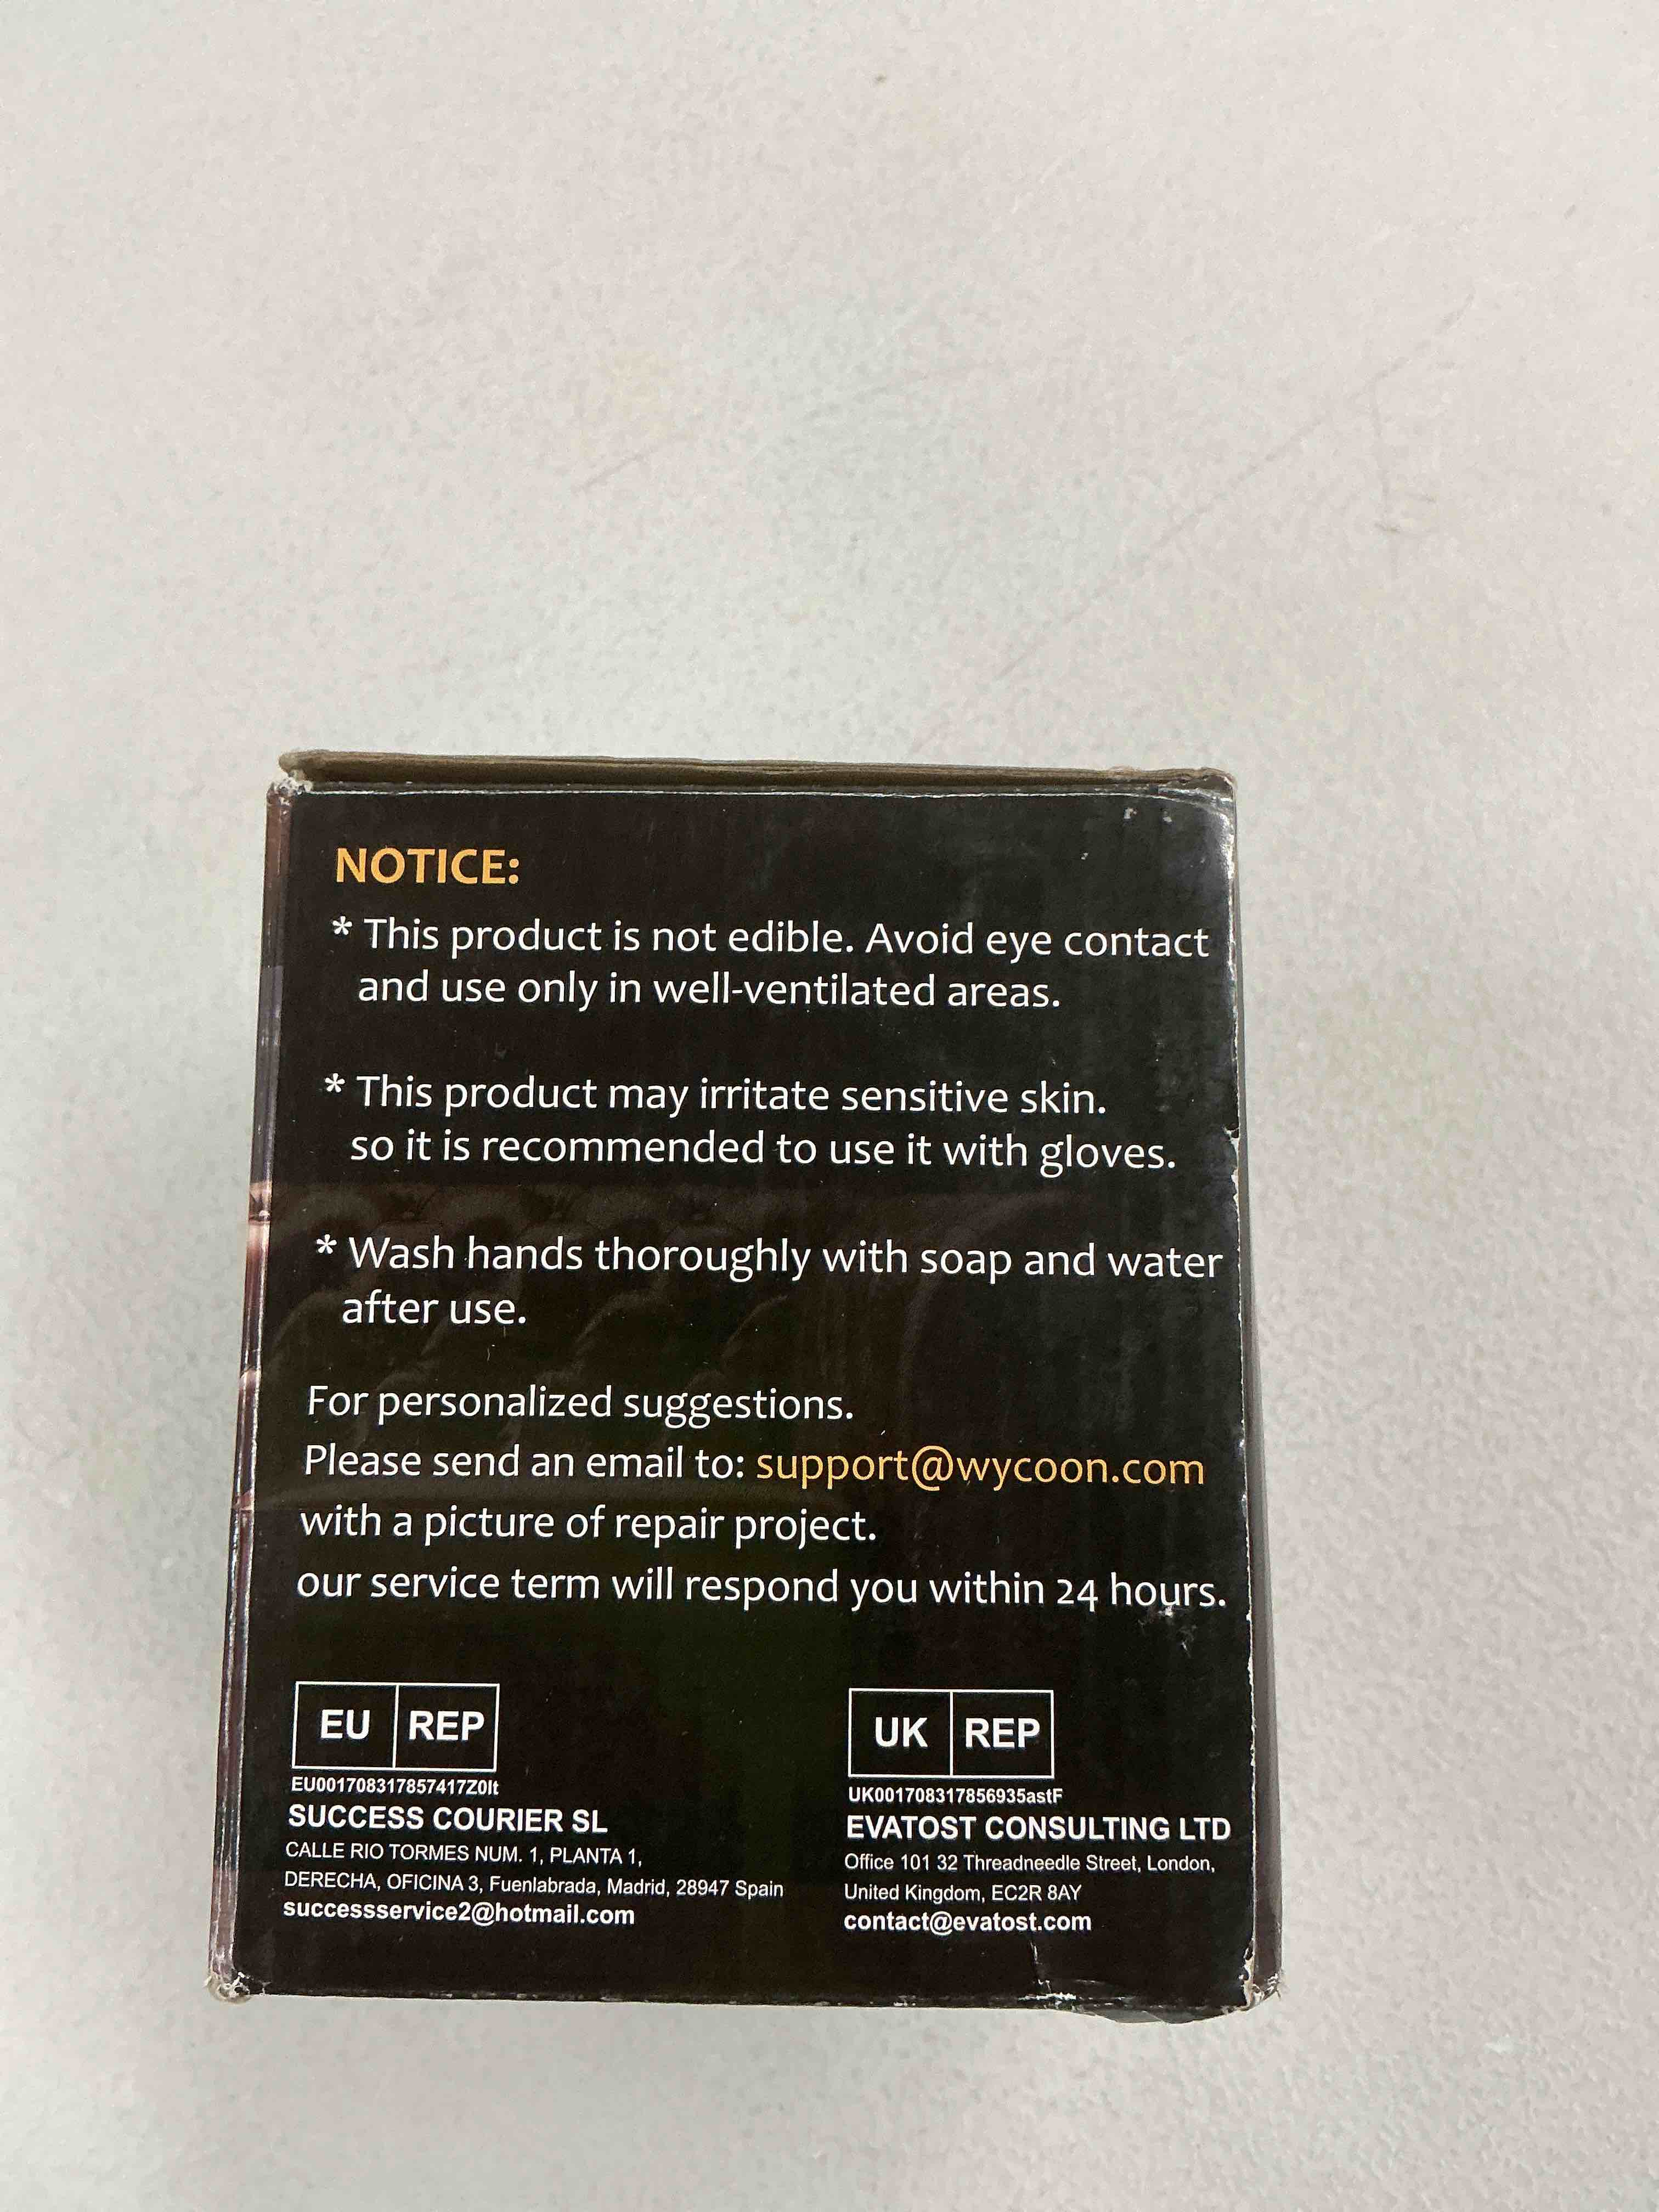 NOTICE:
* This product is not edible. Avoid eye contact
and use only in well-ventilated areas.
* This product may irritate sensitive skin.
so it is recommended to use it with gloves.
* Wash hands thoroughly with soap and water
after use.
For personalized suggestions.
Please send an email to: support@wycoon.com
with a picture of repair project.
our service term will respond you within 24 hours.
EU REP
EU001708317857417Z0lt
SUCCESS COURIER SL
CALLE RIO TORMES NUM. 1, PLANTA 1,
DERECHA, OFICINA 3, Fuenlabrada, Madrid, 28947 Spain
successservice2@hotmail.com
UK REP
UK001708317856935astF
EVATOST CONSULTING LTD
Office 101 32 Threadneedle Street, London,
United Kingdom, EC2R 8AY
contact@evatost.com